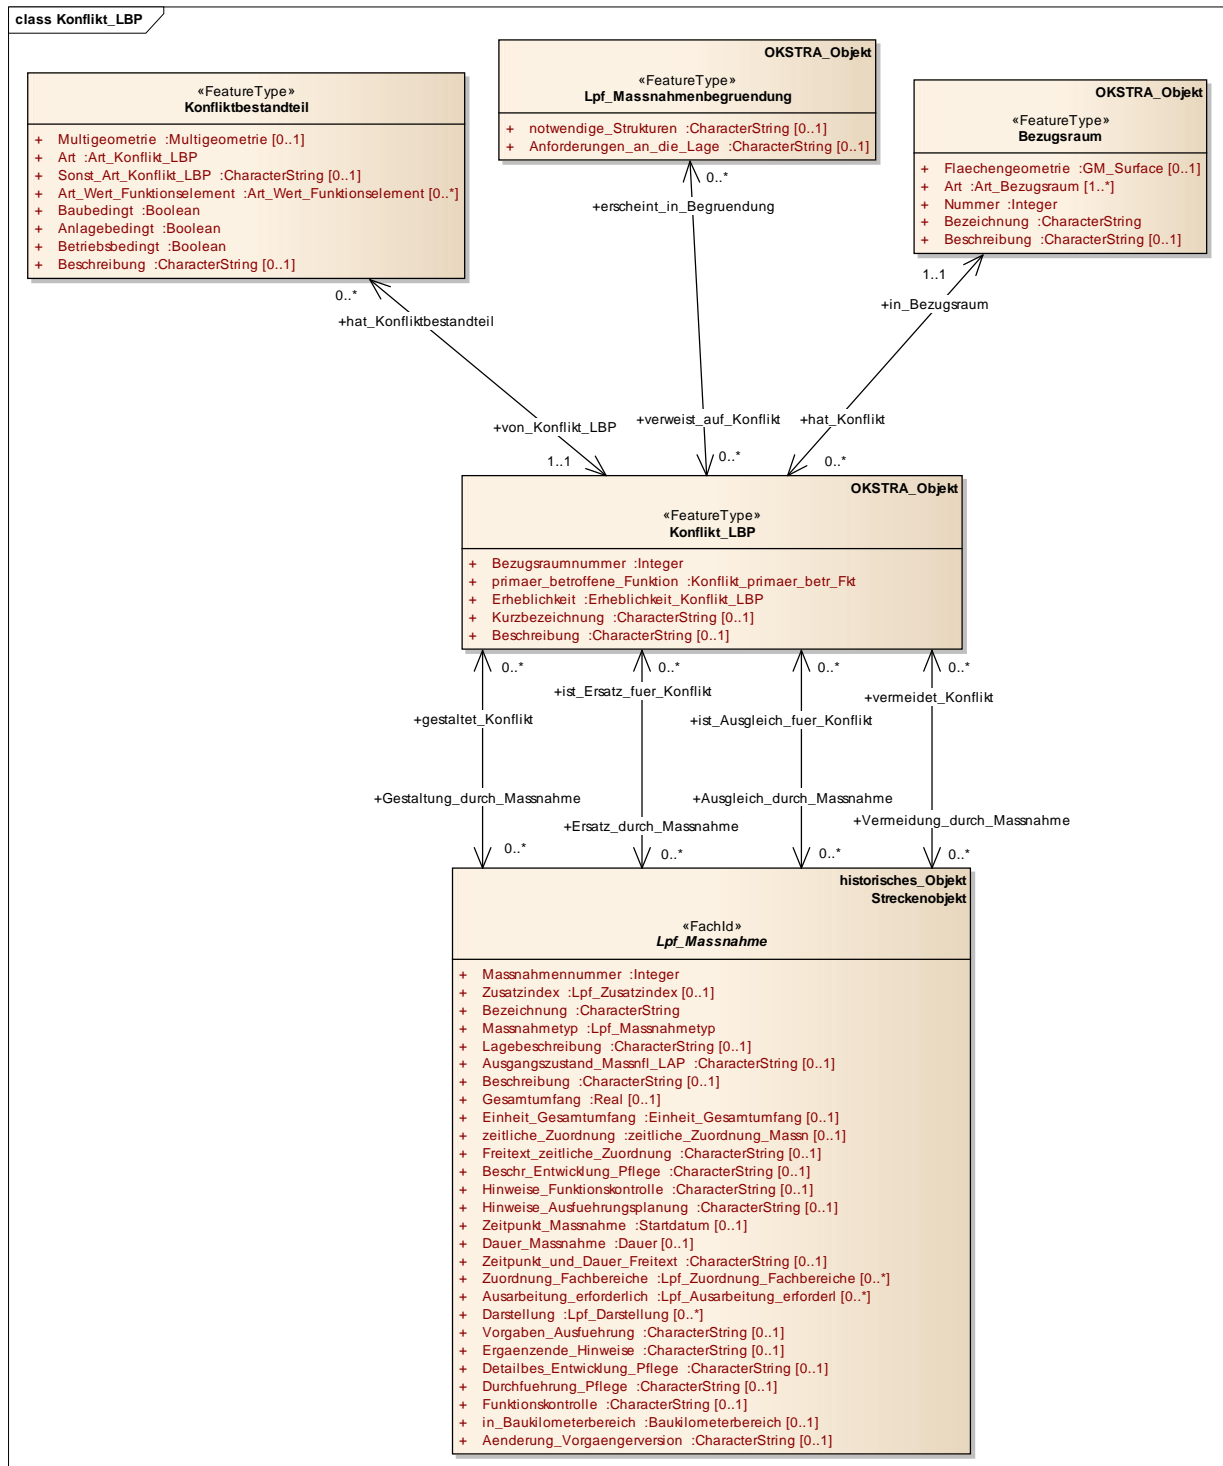 class Konflikt_LBP
«FeatureType»
Konfliktbestandteil
+ Multigeometrie :Multigeometrie [0..1]
+ Art :Art_Konflikt_LBP
+ Sonst_Art_Konflikt_LBP :CharacterString [0..1]
+ Art_Wert_Funktionselement :Art_Wert_Funktionselement [0..*]
+ Baubedingt :Boolean
+ Anlagebedingt :Boolean
+ Betriebsbedingt :Boolean
+ Beschreibung :CharacterString [0..1]
OKSTRA_Objekt
«FeatureType»
Lpf_Massnahmenbegruendung
+ notwendige_Strukturen :CharacterString [0..1]
+ Anforderungen_an_die_Lage :CharacterString [0..1]
OKSTRA_Objekt
«FeatureType»
Bezugsraum
+ Flaechengeometrie :GM_Surface [0..1]
+ Art :Art_Bezugsraum [1..*]
+ Nummer :Integer
+ Bezeichnung :CharacterString
+ Beschreibung :CharacterString [0..1]
0..*
+hat_Konfliktbestandteil
+von_Konflikt_LBP
1..1
0..*
+erscheint_in_Begruendung
+verweist_auf_Konflikt
0..*
1..1
+in_Bezugsraum
+hat_Konflikt
0..*
OKSTRA_Objekt
«FeatureType»
Konflikt_LBP
+ Bezugsraumnummer :Integer
+ primaer_betroffene_Funktion :Konflikt_primaer_betr_Fkt
+ Erheblichkeit :Erheblichkeit_Konflikt_LBP
+ Kurzbezeichnung :CharacterString [0..1]
+ Beschreibung :CharacterString [0..1]
0..*
+gestaltet_Konflikt
+Gestaltung_durch_Massnahme
0..*
0..*
+ist_Ersatz_fuer_Konflikt
+Ersatz_durch_Massnahme
0..*
0..*
+ist_Ausgleich_fuer_Konflikt
+Ausgleich_durch_Massnahme
0..*
0..*
+vermeidet_Konflikt
+Vermeidung_durch_Massnahme
0..*
historisches_Objekt
Streckenobjekt
«FachId»
Lpf_Massnahme
+ Massnahmennummer :Integer
+ Zusatzindex :Lpf_Zusatzindex [0..1]
+ Bezeichnung :CharacterString
+ Massnahmetyp :Lpf_Massnahmetyp
+ Lagebeschreibung :CharacterString [0..1]
+ Ausgangszustand_Massnfl_LAP :CharacterString [0..1]
+ Beschreibung :CharacterString [0..1]
+ Gesamtumfang :Real [0..1]
+ Einheit_Gesamtumfang :Einheit_Gesamtumfang [0..1]
+ zeitliche_Zuordnung :zeitliche_Zuordnung_Massn [0..1]
+ Freitext_zeitliche_Zuordnung :CharacterString [0..1]
+ Beschr_Entwicklung_Pflege :CharacterString [0..1]
+ Hinweise_Funktionskontrolle :CharacterString [0..1]
+ Hinweise_Ausfuehrungsplanung :CharacterString [0..1]
+ Zeitpunkt_Massnahme :Startdatum [0..1]
+ Dauer_Massnahme :Dauer [0..1]
+ Zeitpunkt_und_Dauer_Freitext :CharacterString [0..1]
+ Zuordnung_Fachbereiche :Lpf_Zuordnung_Fachbereiche [0..*]
+ Ausarbeitung_erforderlich :Lpf_Ausarbeitung_erforderl [0..*]
+ Darstellung :Lpf_Darstellung [0..*]
+ Vorgaben_Ausfuehrung :CharacterString [0..1]
+ Ergaenzende_Hinweise :CharacterString [0..1]
+ Detailbes_Entwicklung_Pflege :CharacterString [0..1]
+ Durchfuehrung_Pflege :CharacterString [0..1]
+ Funktionskontrolle :CharacterString [0..1]
+ in_Baukilometerbereich :Baukilometerbereich [0..1]
+ Aenderung_Vorgaengerversion :CharacterString [0..1]